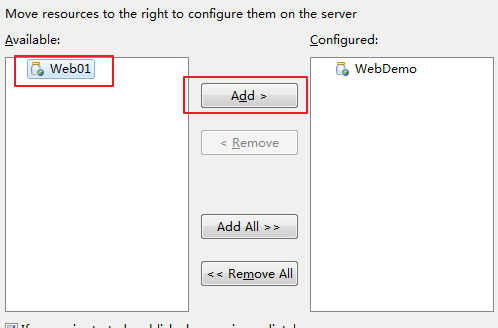 Move resources to the right to configure them on the server
Available:
Configured:
Web01
WebDemo
Add >
< Remove
Add All >>
<< Remove All